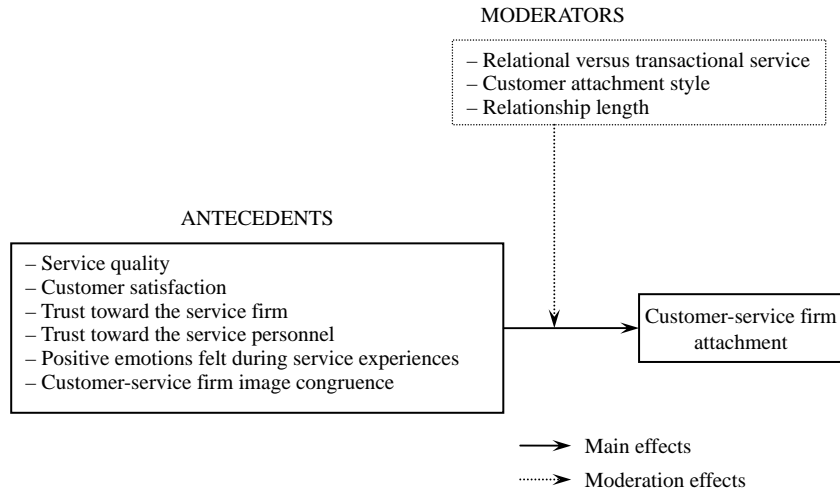 MODERATORS
– Relational versus transactional service
– Customer attachment style
– Relationship length
ANTECEDENTS
– Service quality
– Customer satisfaction
– Trust toward the service firm
– Trust toward the service personnel
– Positive emotions felt during service experiences
– Customer-service firm image congruence
Customer-service firm
attachment
Main effects
Moderation effects